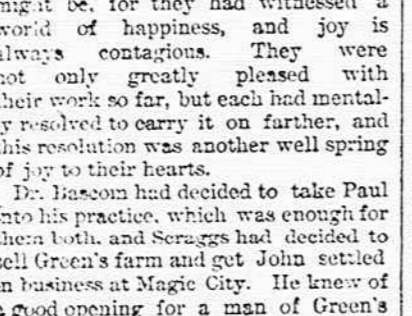 might be, for they had witnessed a
world of happiness, and joy is
always contagious. They were
not only greatly pleased with
their work so far, but each had mental-
ly resolved to carry it on farther, and
this resolution was another well spring
of joy to their hearts.
Dr. Bascom had decided to take Paul
into his practice, which was enough for
them both, and Scraggs had decided to
sell Green's farm and get John settled
in business at Magic City. He knew of
a good opening for a man of Green's